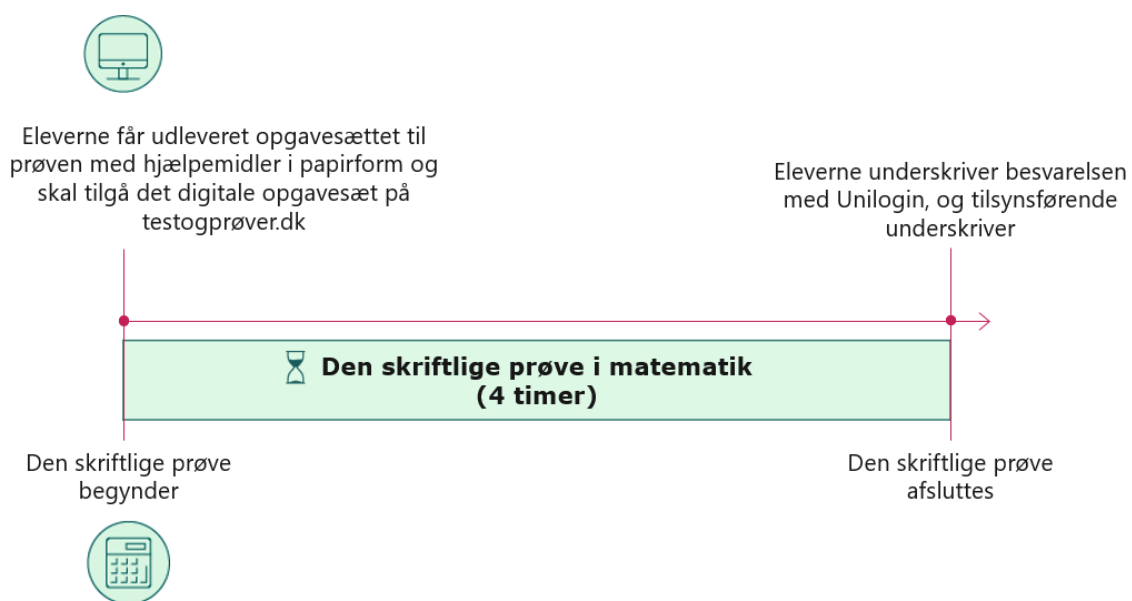 Eleverne får udleveret opgavesættet til
prøven med hjælpemidler i papirform og
skal tilgå det digitale opgavesæt på
testogprøver.dk
Eleverne underskriver besvarelsen
med Unilogin, og tilsynsførende
underskriver
Den skriftlige prøve i matematik
(4 timer)
Den skriftlige prøve
begynder
Den skriftlige prøve
afsluttes